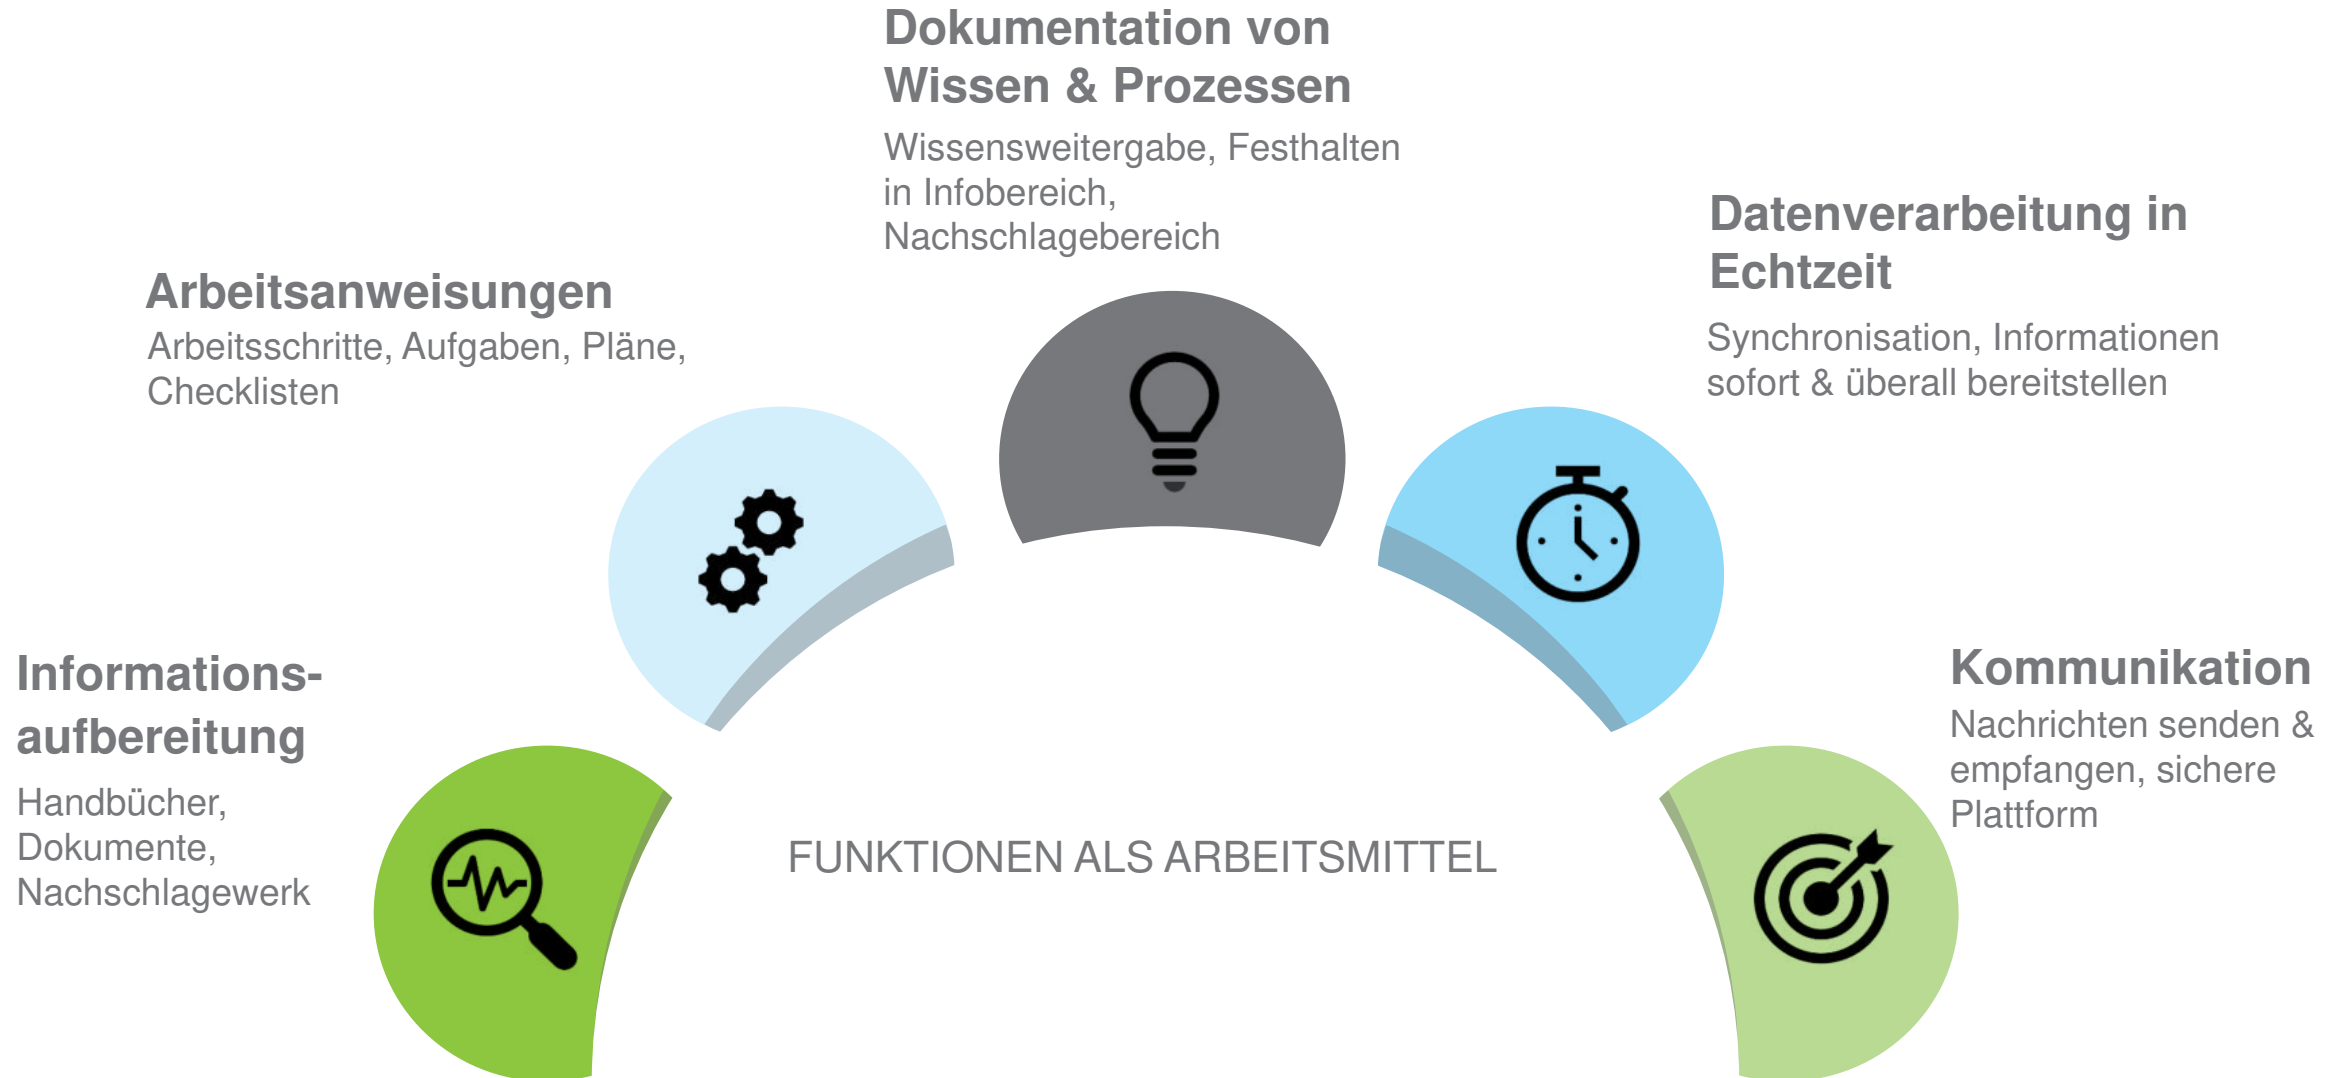 Dokumentation von
Wissen & Prozessen
Wissensweitergabe, Festhalten
in Infobereich,
Nachschlagebereich
Datenverarbeitung in
Echtzeit
Synchronisation, Informationen
sofort & überall bereitstellen
Arbeitsanweisungen
Arbeitsschritte, Aufgaben, Pläne,
Checklisten
Informations-
aufbereitung
Handbücher,
Dokumente,
Nachschlagewerk
Kommunikation
Nachrichten senden &
empfangen, sichere
Plattform
FUNKTIONEN ALS ARBEITSMITTEL